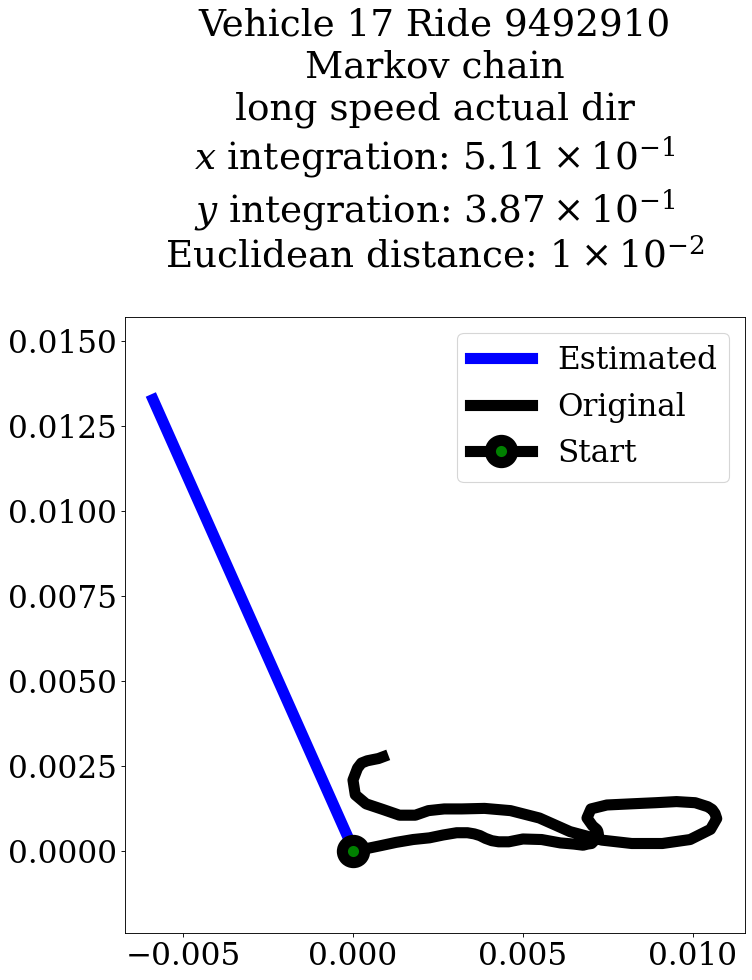 Vehicle 17 Ride 9492910
Markov chain
long speed actual dir
x integration: 5.11 × 10⁻¹
y integration: 3.87 × 10⁻¹
Euclidean distance: 1 × 10⁻²
0.0150
0.0125
0.0100
0.0075
0.0050
0.0025
0.0000
Estimated
Original
Start
−0.005 0.000 0.005 0.010